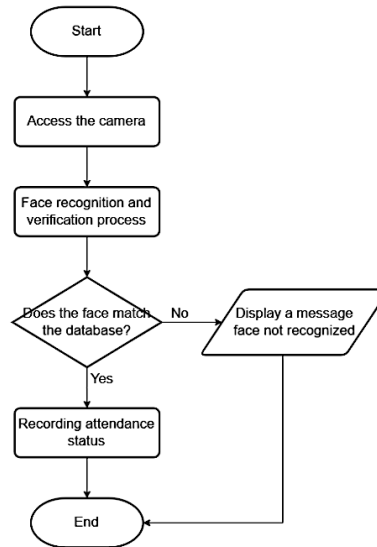 Start
Access the camera
Face recognition and
verification process
Does the face match
the database?
No
Display a message
face not recognized
Yes
Recording attendance
status
End